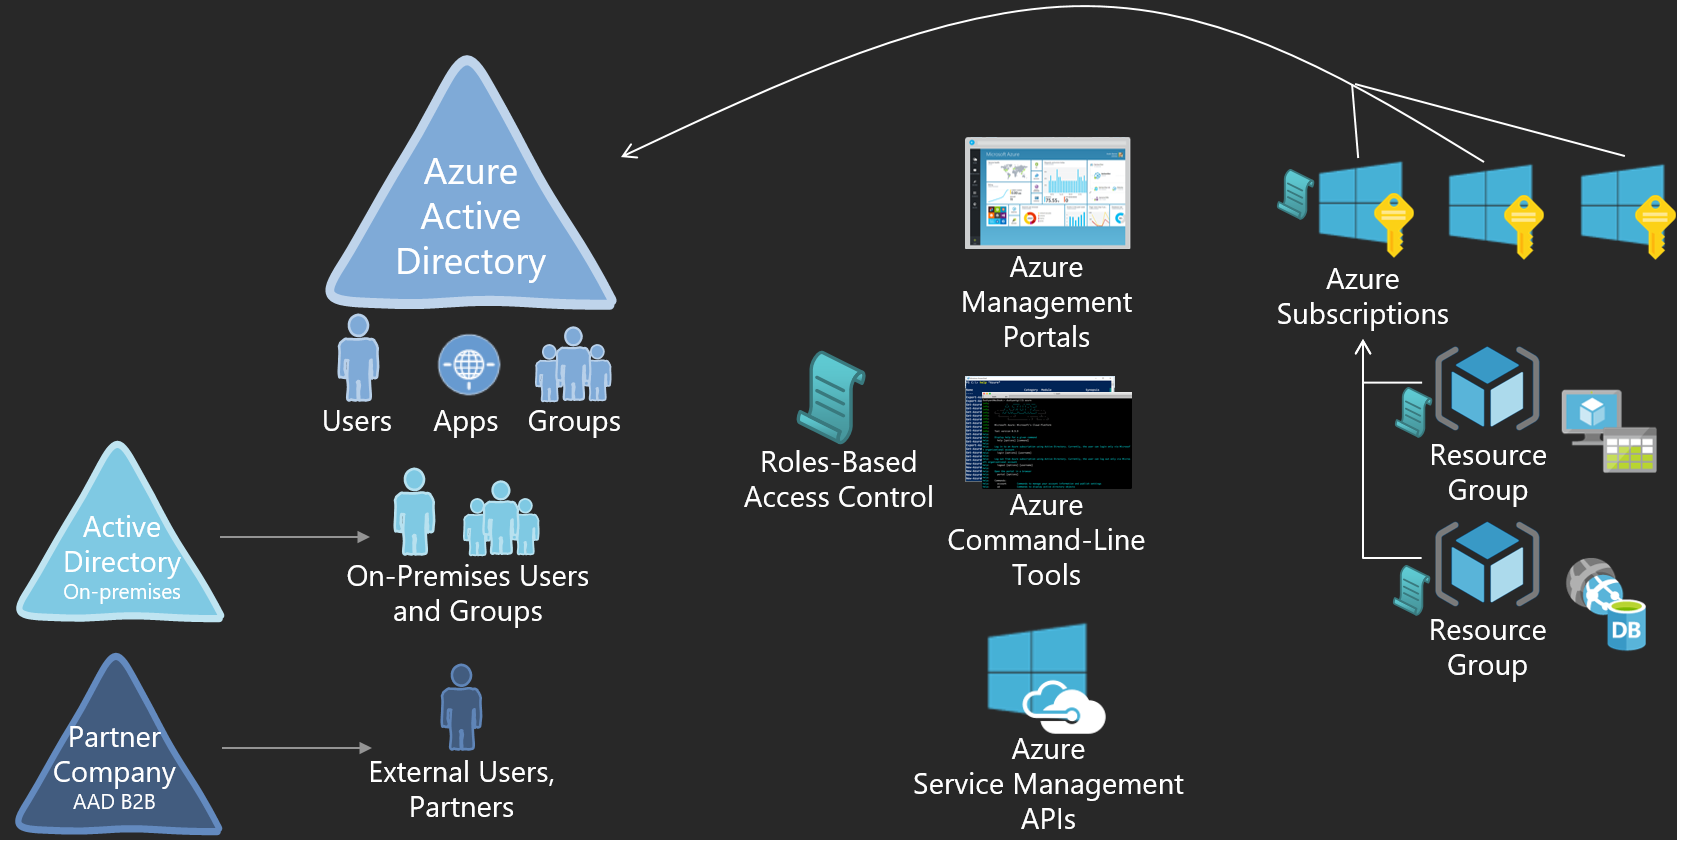 Azure
Active
Directory
Users
Apps
Groups
Active
Directory
On-premises
On-Premises Users
and Groups
Partner
Company
AAD B2B
External Users,
Partners
Roles-Based
Access Control
Microsoft Azure
Azure
Management
Portals
Azure
Command-Line
Tools
Azure
Service Management
APIs
Azure
Subscriptions
Resource
Group
Resource
Group
DB